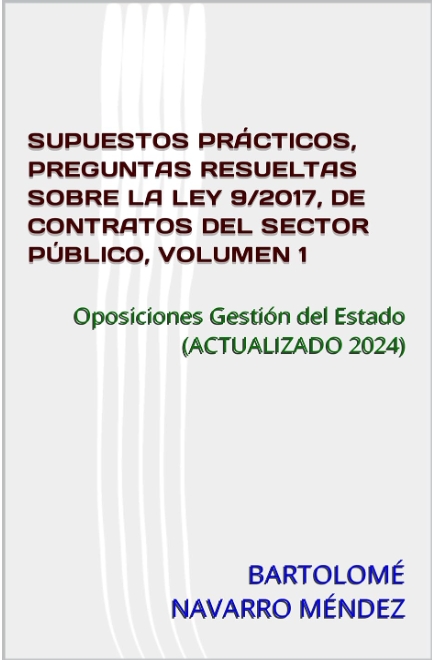 SUPUESTOS PRÁCTICOS,
PREGUNTAS RESUELTAS
SOBRE LA LEY 9/2017, DE
CONTRATOS DEL SECTOR
PÚBLICO, VOLUMEN 1
Oposiciones Gestión del Estado
(ACTUALIZADO 2024)
BARTOLOMÉ
NAVARRO MÉNDEZ